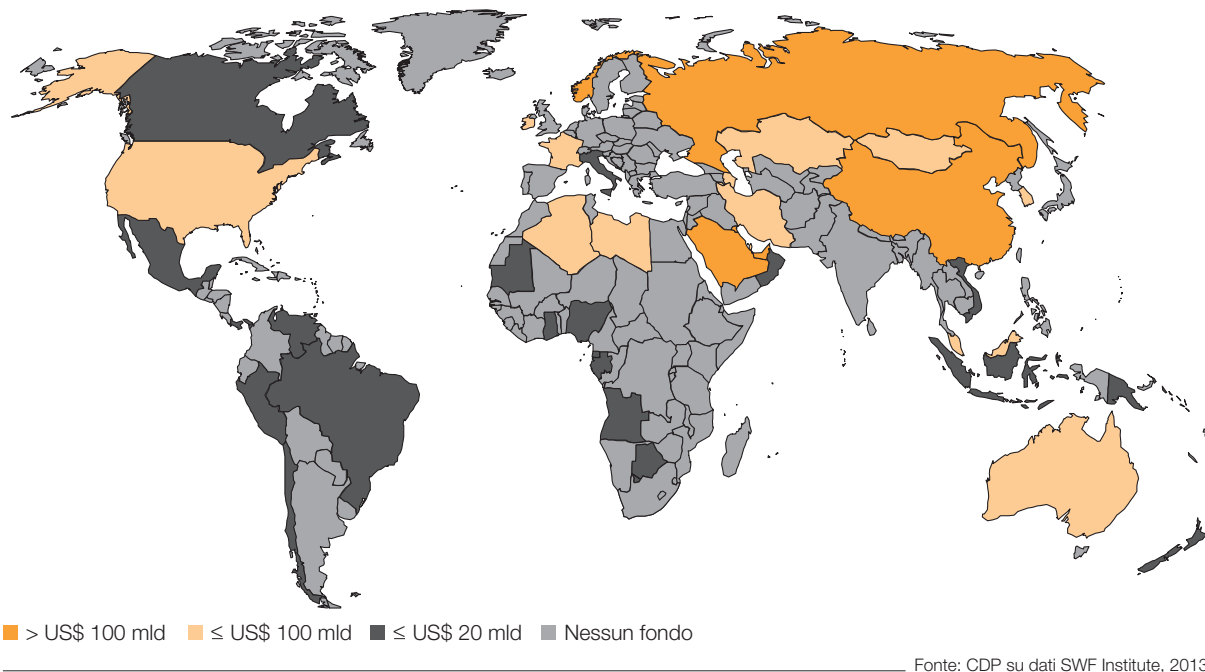 > US$ 100 mld ≤ US$ 100 mld ≤ US$ 20 mld Nessun fondo
Fonte: CDP su dati SWF Institute, 2013